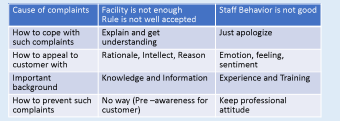 Cause of complaints
Facility is not enough
Rule is not well accepted
Staff Behavior is not good
How to cope with
such complaints
Explain and get
understanding
Just apologize
How to appeal to
customer with
Rationale, Intellect, Reason
Emotion, feeling,
sentiment
Important
background
Knowledge and Information
Experience and Training
How to prevent such
complaints
No way (Pre –awareness for
customer)
Keep professional
attitude